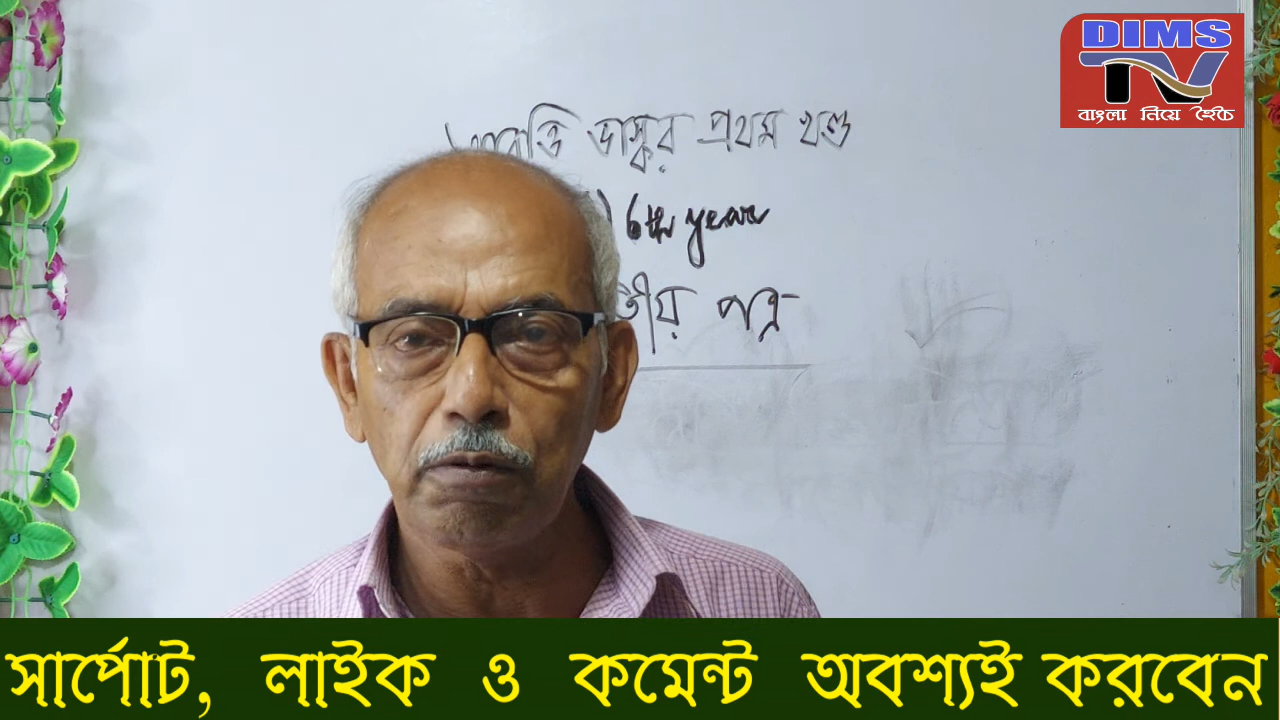 DIMS
TV
বাংলা নিয়ে হৈচৈ
ভাস্কর প্রথম খণ্ড
6th year
পত্র
সার্পোট, লাইক ও কমেন্ট অবশ্যই করবেন